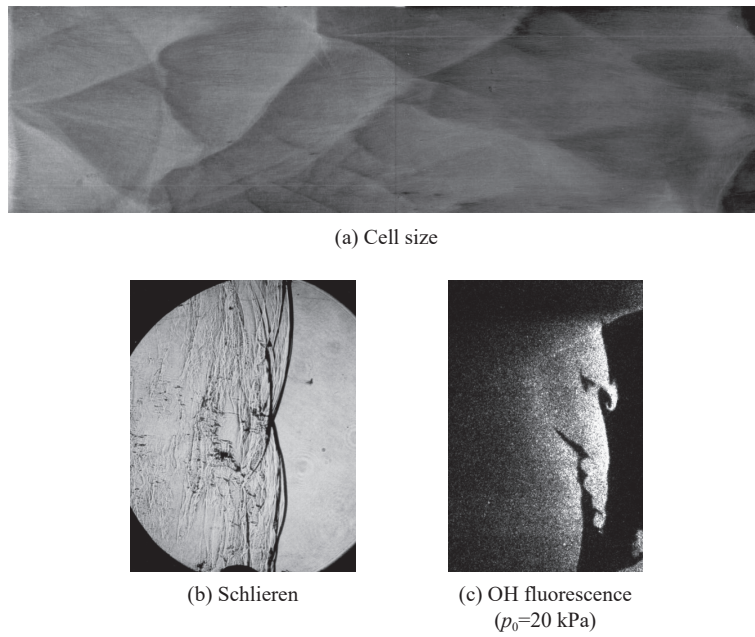 (a) Cell size
(b) Schlieren
(c) OH fluorescence
(p₀=20 kPa)